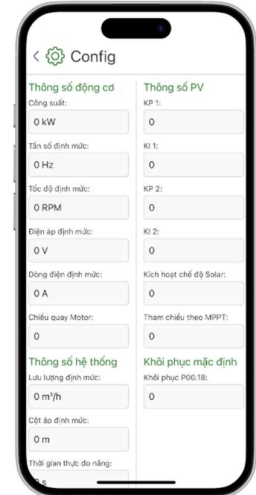 Config
Thông số động cơ
Công suất:
0 kW
Tần số định mức:
0 Hz
Tốc độ định mức:
0 RPM
Điện áp định mức:
0 V
Dòng điện định mức:
0 A
Chiều quay Motor:
0
Thông số hệ thống
Lưu lượng định mức:
0 m³/h
Cột áo định mức:
0 m
Thời gian thực đo năng:
0 s
Thông số PV
KP 1:
0
KI 1:
0
KP 2:
0
KI 2:
0
Kích hoạt chế độ Solar:
0
Tham chiếu theo MPPT:
0
Khôi phục mặc định
Khôi phục P00.18:
0